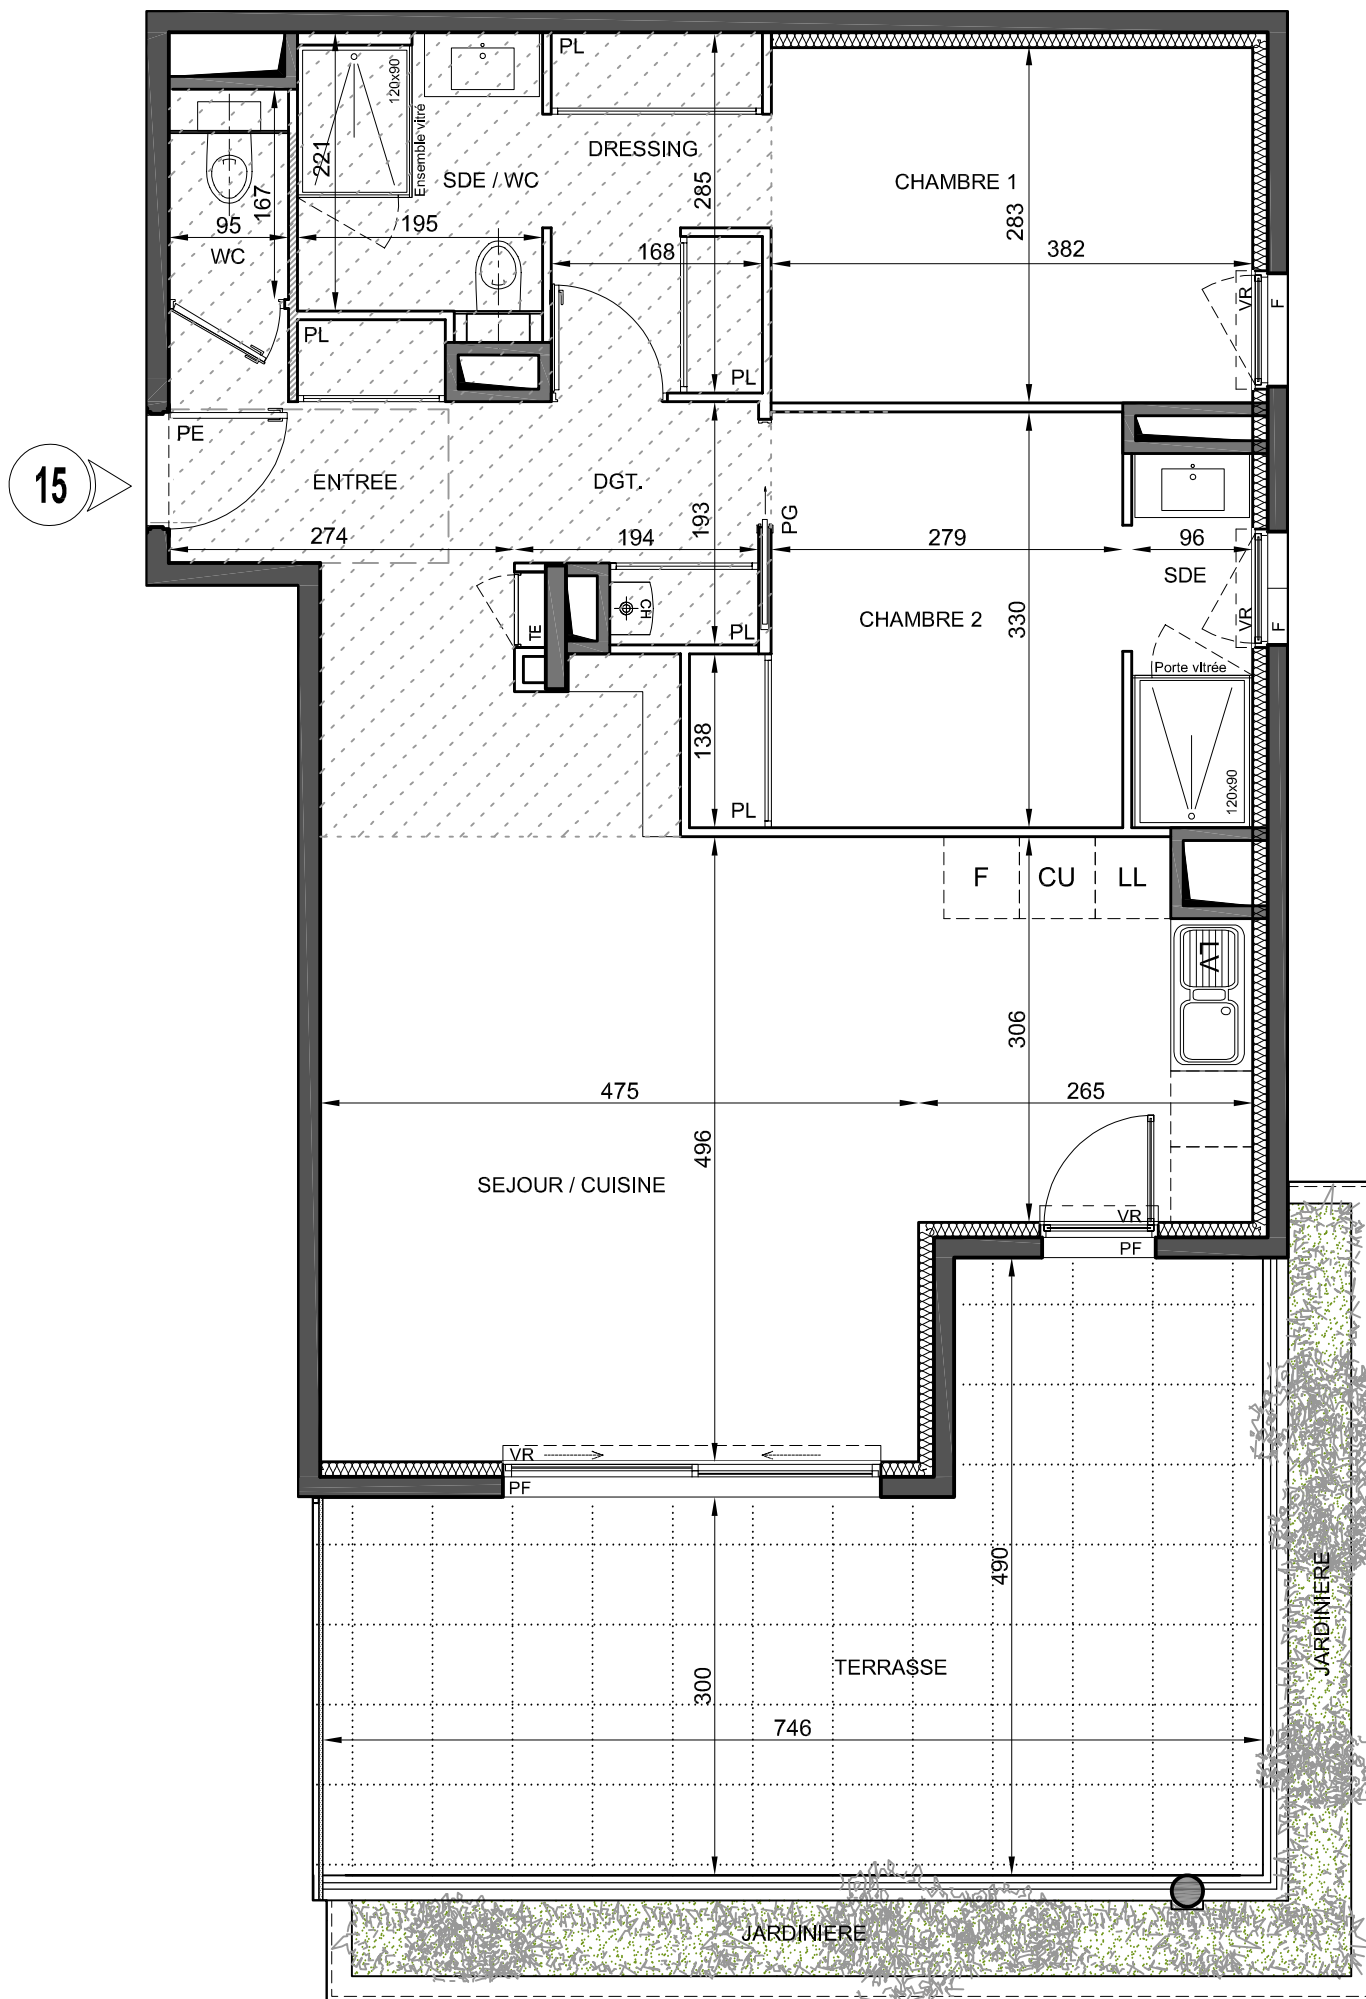 PL
120x90
Ensemble vitré
221
SDE / WC
DRESSING
285
CHAMBRE 1
283
167
95
WC
195
168
382
VR
F
PL
PL
PE
15
ENTREE
DGT.
193
PG
274
194
279
96
SDE
VR
F
CH
TE
PL
CHAMBRE 2
330
Porte vitrée
138
PL
120x90
F
CU
LL
LV
306
475
265
496
SEJOUR / CUISINE
VR
PF
VR
PF
490
300
TERRASSE
746
JARDINIERE
JARDINIERE